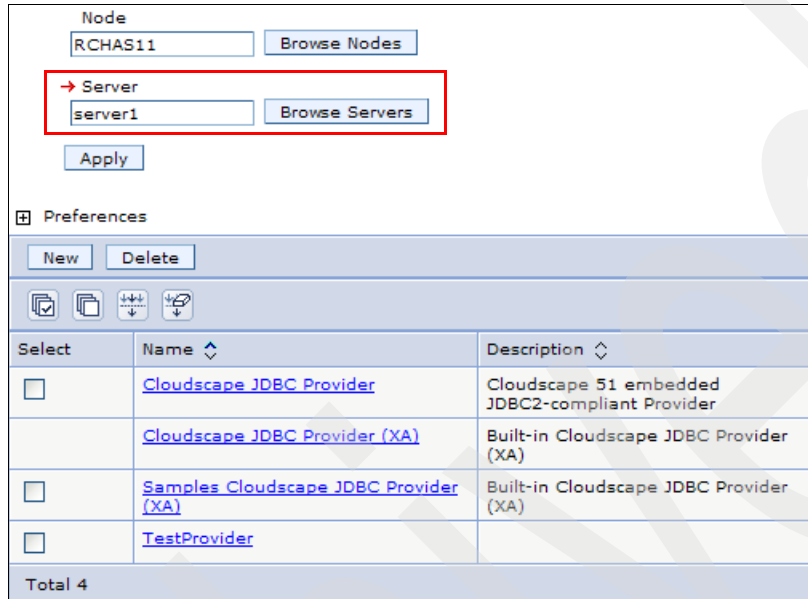 Node
RCHAS11 Browse Nodes
→ Server
server1 Browse Servers
Apply
Preferences
New Delete
Select Name Description
Cloudscape JDBC Provider Cloudscape 51 embedded
JDBC2-compliant Provider
Cloudscape JDBC Provider (XA) Built-in Cloudscape JDBC Provider
(XA)
Samples Cloudscape JDBC Provider Built-in Cloudscape JDBC Provider
(XA) (XA)
TestProvider
Total 4